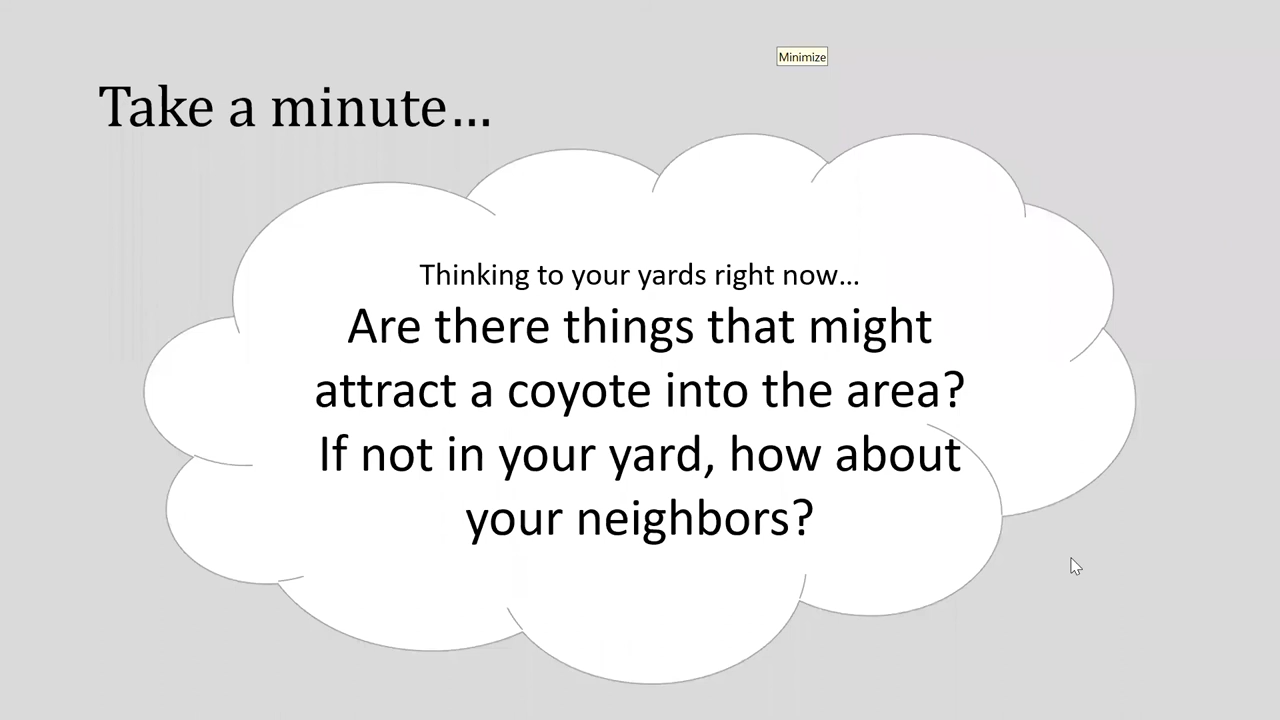 Minimize
Take a minute...
Thinking to your yards right now...
Are there things that might
attract a coyote into the area?
If not in your yard, how about
your neighbors?